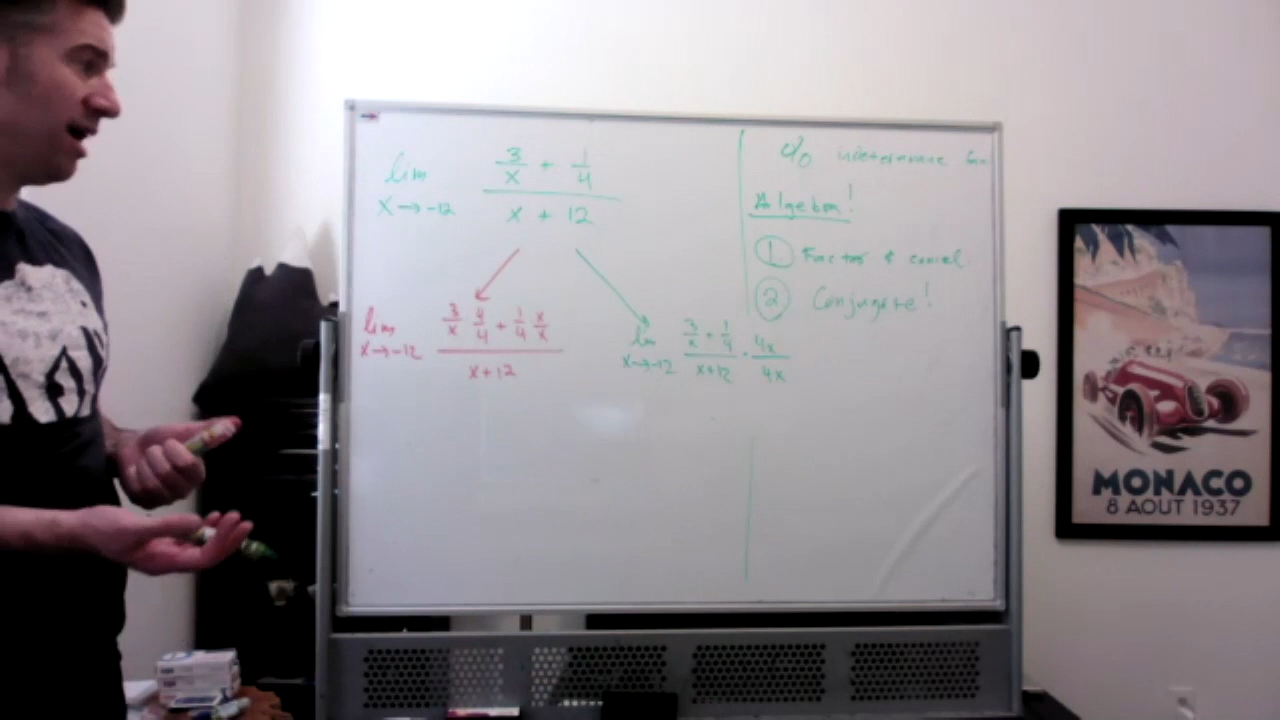 lim x→-12 (3/x + 1/4) / (x + 12)
lim x→-12 (3/x 4/4 + 1/4 x/x) / (x+12)
lim x→-12 (3/x + 1/4) / (x+12) · 4x/4x
0/0
Algebra!
① Factor & cancel
② Conjugate!
MONACO
8 AOUT 1937